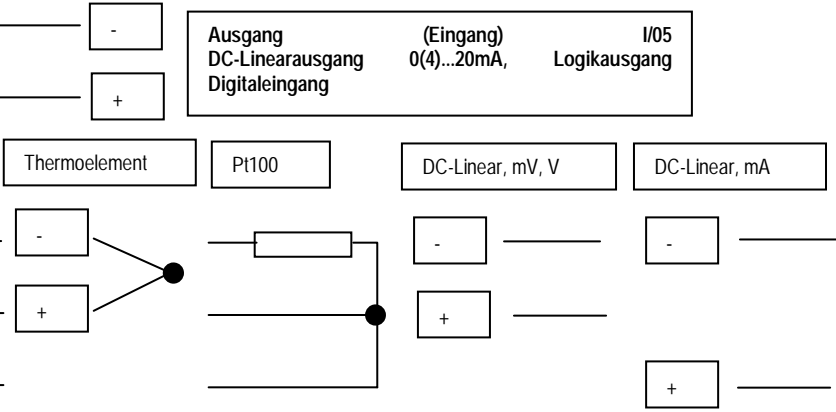 -
Ausgang (Eingang) I/05
DC-Linearausgang 0(4)...20mA, Logikausgang
Digitaleingang
+
Thermoelement Pt100 DC-Linear, mV, V DC-Linear, mA
- - -
+ +
+